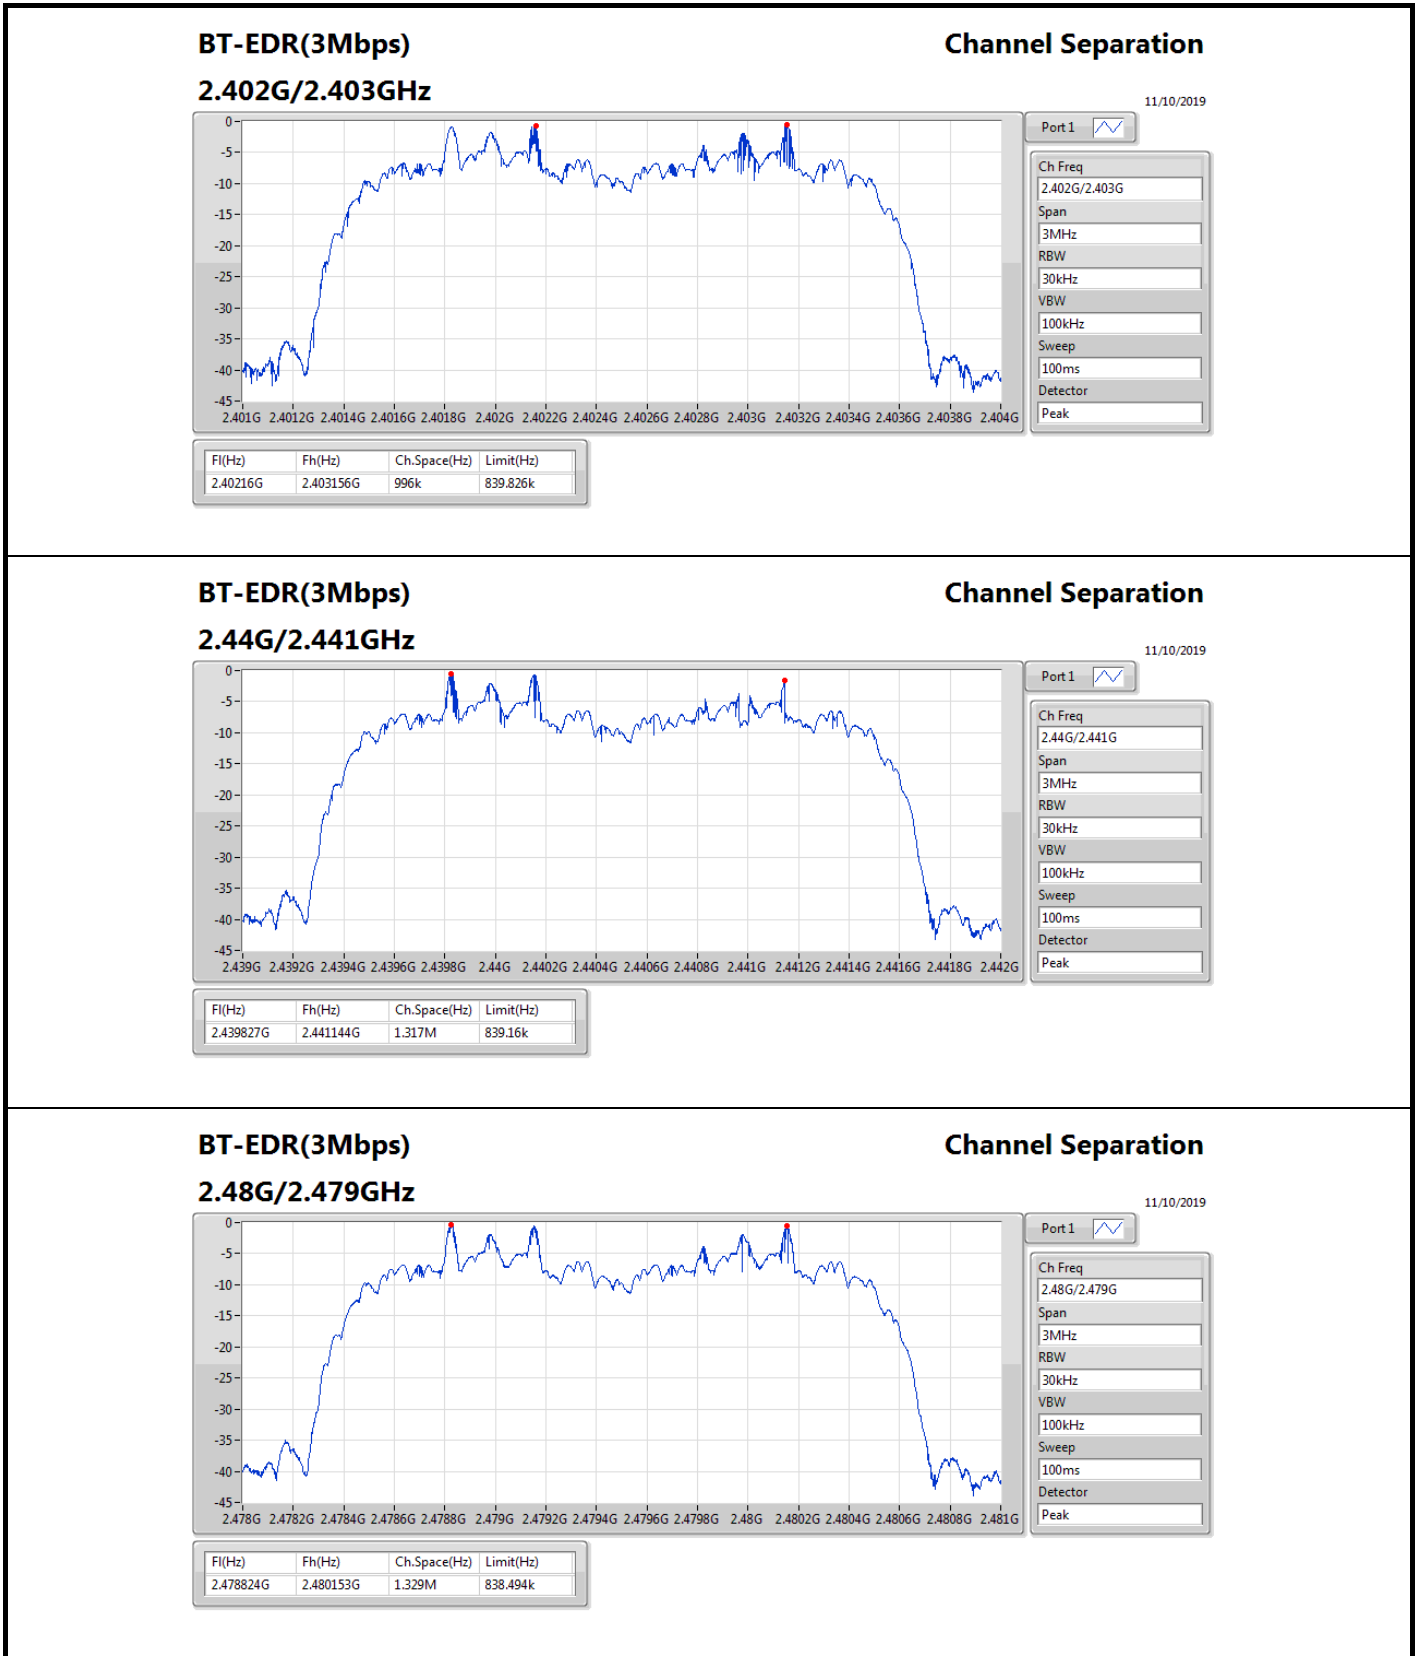 BT-EDR(3Mbps) Channel Separation
2.402G/2.403GHz
11/10/2019
Port 1
0
-5
-10
-15
-20
-25
-30
-35
-40
-45
2.401G 2.4012G 2.4014G 2.4016G 2.4018G 2.402G 2.4022G 2.4024G 2.4026G 2.4028G 2.403G 2.4032G 2.4034G 2.4036G 2.4038G 2.404G
Ch Freq
2.402G/2.403G
Span
3MHz
RBW
30kHz
VBW
100kHz
Sweep
100ms
Detector
Peak
Fl(Hz) Fh(Hz) Ch.Space(Hz) Limit(Hz)
2.40216G 2.403156G 996k 839.826k
BT-EDR(3Mbps) Channel Separation
2.44G/2.441GHz
11/10/2019
Port 1
0
-5
-10
-15
-20
-25
-30
-35
-40
-45
2.439G 2.4392G 2.4394G 2.4396G 2.4398G 2.44G 2.4402G 2.4404G 2.4406G 2.4408G 2.441G 2.4412G 2.4414G 2.4416G 2.4418G 2.442G
Ch Freq
2.44G/2.441G
Span
3MHz
RBW
30kHz
VBW
100kHz
Sweep
100ms
Detector
Peak
Fl(Hz) Fh(Hz) Ch.Space(Hz) Limit(Hz)
2.439827G 2.441144G 1.317M 839.16k
BT-EDR(3Mbps) Channel Separation
2.48G/2.479GHz
11/10/2019
Port 1
0
-5
-10
-15
-20
-25
-30
-35
-40
-45
2.478G 2.4782G 2.4784G 2.4786G 2.4788G 2.479G 2.4792G 2.4794G 2.4796G 2.4798G 2.48G 2.4802G 2.4804G 2.4806G 2.4808G 2.481G
Ch Freq
2.48G/2.479G
Span
3MHz
RBW
30kHz
VBW
100kHz
Sweep
100ms
Detector
Peak
Fl(Hz) Fh(Hz) Ch.Space(Hz) Limit(Hz)
2.478824G 2.480153G 1.329M 838.494k